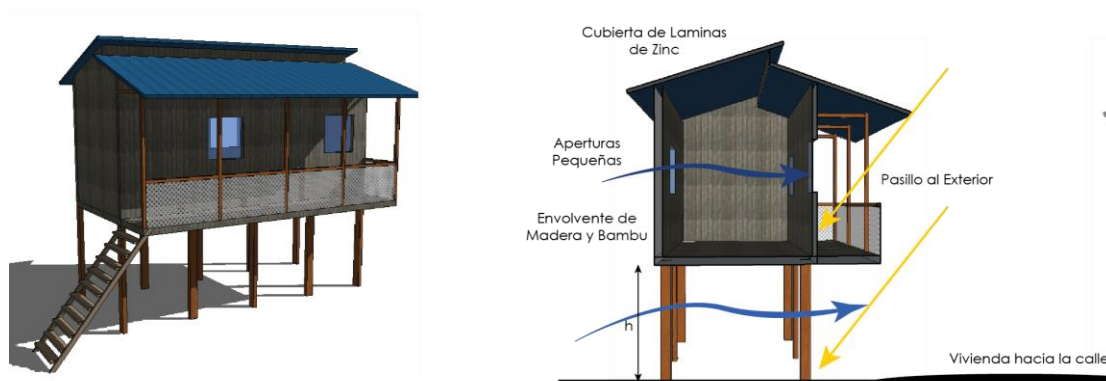 Cubierta de Laminas
de Zinc
Aperturas
Pequeñas
Pasillo al Exterior
Envolvente de
Madera y Bambu
h
Vivienda hacia la calle